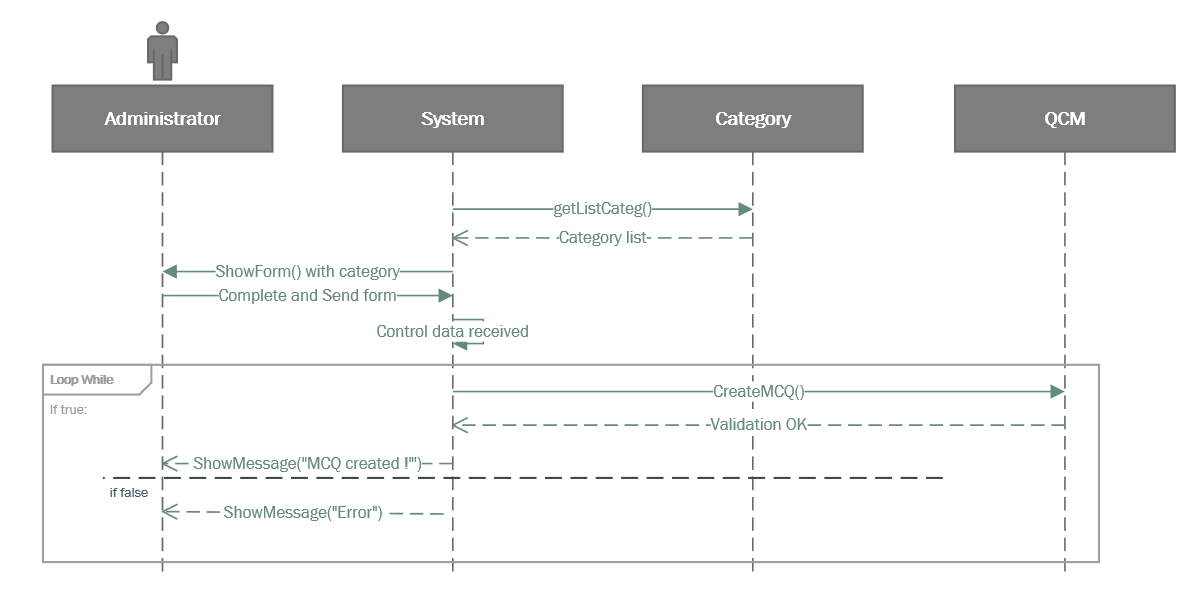 Administrator
System
Category
QCM
getListCateg()
Category list
ShowForm() with category
Complete and Send form
Control data received
Loop While
If true:
CreateMCQ()
Validation OK
ShowMessage("MCQ created !'")
if false
ShowMessage("Error")